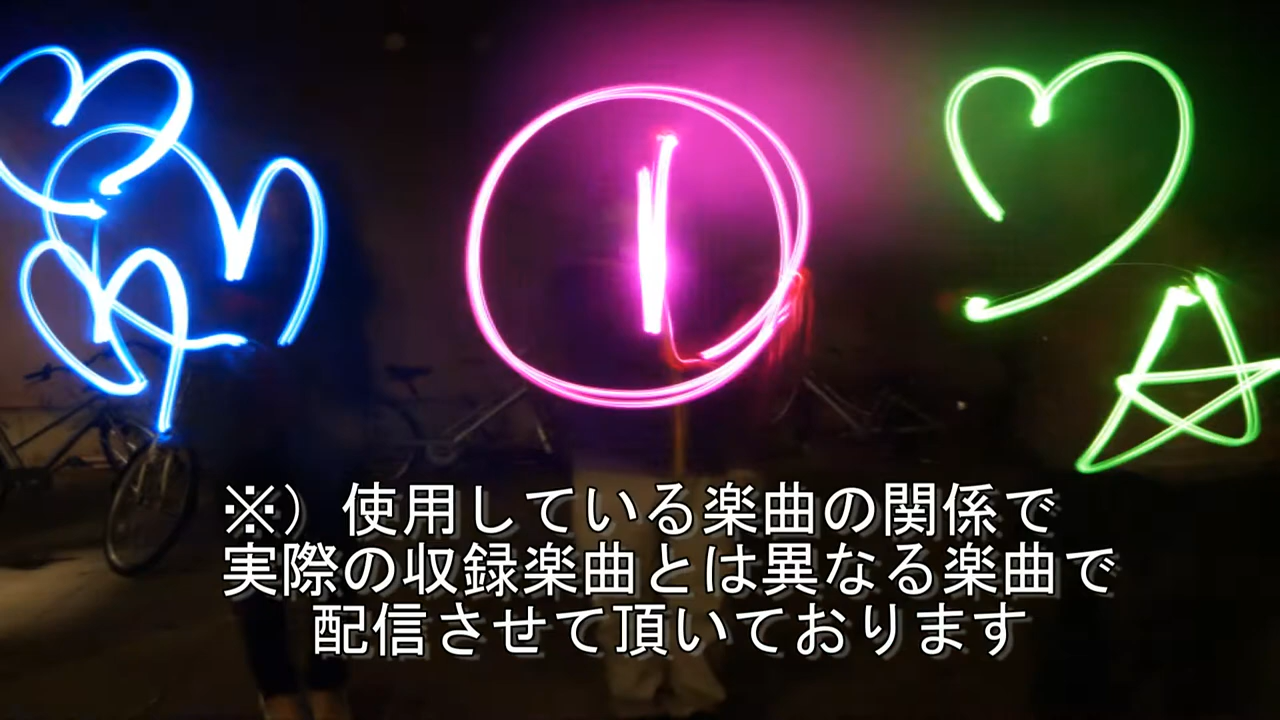 ※）使用している楽曲の関係で
実際の収録楽曲とは異なる楽曲で
配信させて頂いております